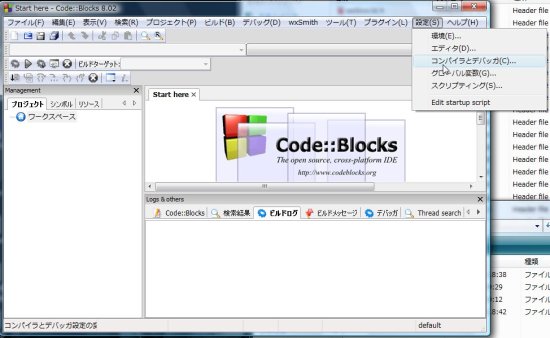 Start here - Code::Blocks 8.02
ファイル(F) 編集(E) 表示(V) 検索(R) プロジェクト(P) ビルド(B) デバッグ(D) wxSmith ツール(T) プラグイン(L) 設定(S) ヘルプ(H)
環境(E)...
エディタ(D)...
コンパイラとデバッガ(C)...
グローバル変数(G)...
スクリプティング(S)...
Edit startup script
ビルドターゲット:
Management
プロジェクト シンボル リソース
ワークスペース
Start here
Code::Blocks
The open source, cross-platform IDE
http://www.codeblocks.org
Logs & others
Code::Blocks 検索結果 ビルドログ ビルドメッセージ デバッガ Thread search
コンパイラとデバッガ設定の
default
Header file
Header file
Header file
Header file
Header file
Header file
Header file
Header file
Header file
Header file
Header file
Header file
種類
8:38 ファイル
0:29 ファイル
0:12 ファイル
8:42 ファイル